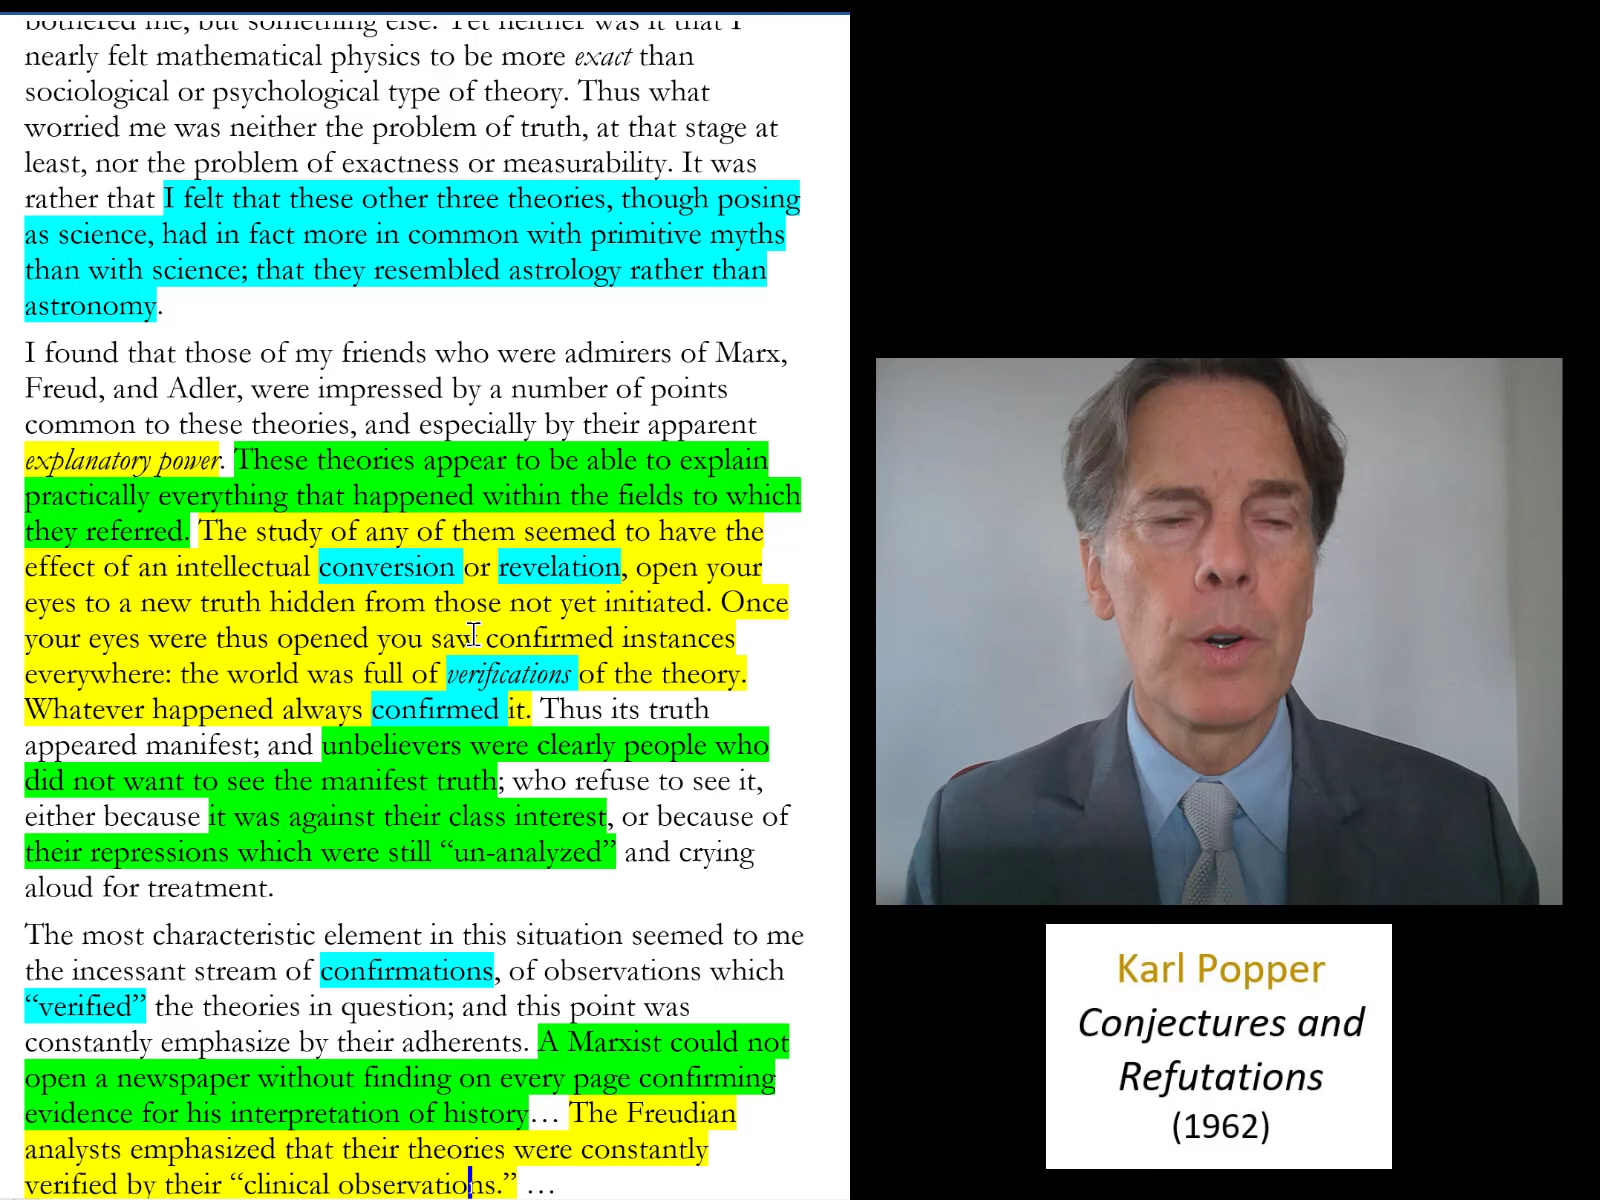 bothered me, but something else. Yet neither was it that I
nearly felt mathematical physics to be more exact than
sociological or psychological type of theory. Thus what
worried me was neither the problem of truth, at that stage at
least, nor the problem of exactness or measurability. It was
rather that I felt that these other three theories, though posing
as science, had in fact more in common with primitive myths
than with science; that they resembled astrology rather than
astronomy.
I found that those of my friends who were admirers of Marx,
Freud, and Adler, were impressed by a number of points
common to these theories, and especially by their apparent
explanatory power. These theories appear to be able to explain
practically everything that happened within the fields to which
they referred. The study of any of them seemed to have the
effect of an intellectual conversion or revelation, open your
eyes to a new truth hidden from those not yet initiated. Once
your eyes were thus opened you saw confirmed instances
everywhere: the world was full of verifications of the theory.
Whatever happened always confirmed it. Thus its truth
appeared manifest; and unbelievers were clearly people who
did not want to see the manifest truth; who refuse to see it,
either because it was against their class interest, or because of
their repressions which were still “un-analyzed” and crying
aloud for treatment.
The most characteristic element in this situation seemed to me
the incessant stream of confirmations, of observations which
“verified” the theories in question; and this point was
constantly emphasize by their adherents. A Marxist could not
open a newspaper without finding on every page confirming
evidence for his interpretation of history… The Freudian
analysts emphasized that their theories were constantly
verified by their “clinical observations.” …
Karl Popper
Conjectures and
Refutations
(1962)